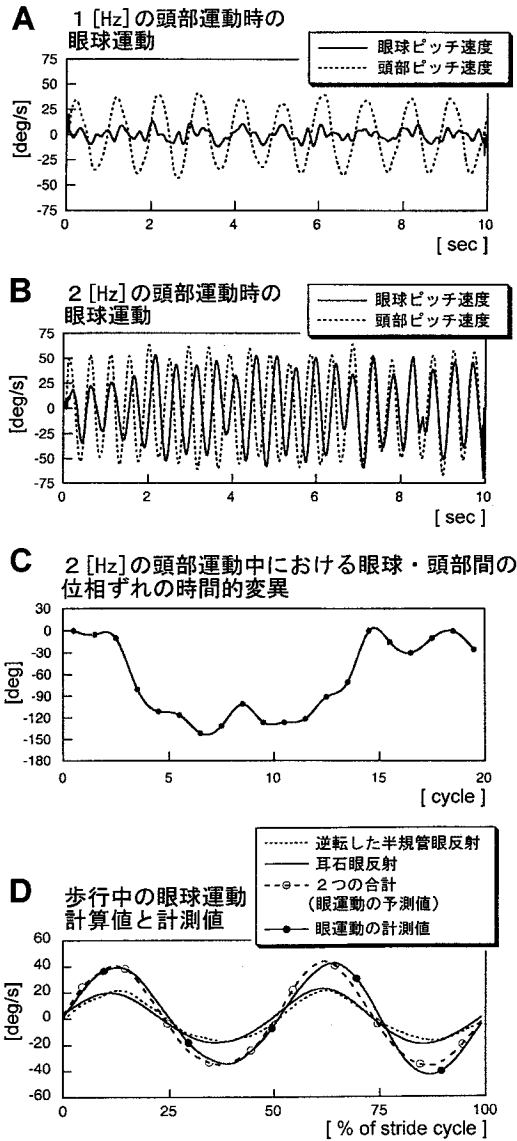 A
１[Hz]の頭部運動時の
眼球運動
眼球ピッチ速度
頭部ピッチ速度
[deg/s]
75
50
25
0
-25
-50
-75
0 2 4 6 8 10
[ sec ]
B
２[Hz]の頭部運動時の
眼球運動
眼球ピッチ速度
頭部ピッチ速度
[deg/s]
75
50
25
0
-25
-50
-75
0 2 4 6 8 10
[ sec ]
C
２[Hz]の頭部運動中における眼球・頭部間の
位相ずれの時間的変異
[deg]
30
0
-30
-60
-90
-120
-150
-180
0 5 10 15 20
[ cycle ]
逆転した半規管眼反射
耳石眼反射
２つの合計
(眼運動の予測値)
眼運動の計測値
D
歩行中の眼球運動
計算値と計測値
[deg/s]
60
40
20
0
-20
-40
-60
0 25 50 75 100
[ % of stride cycle ]